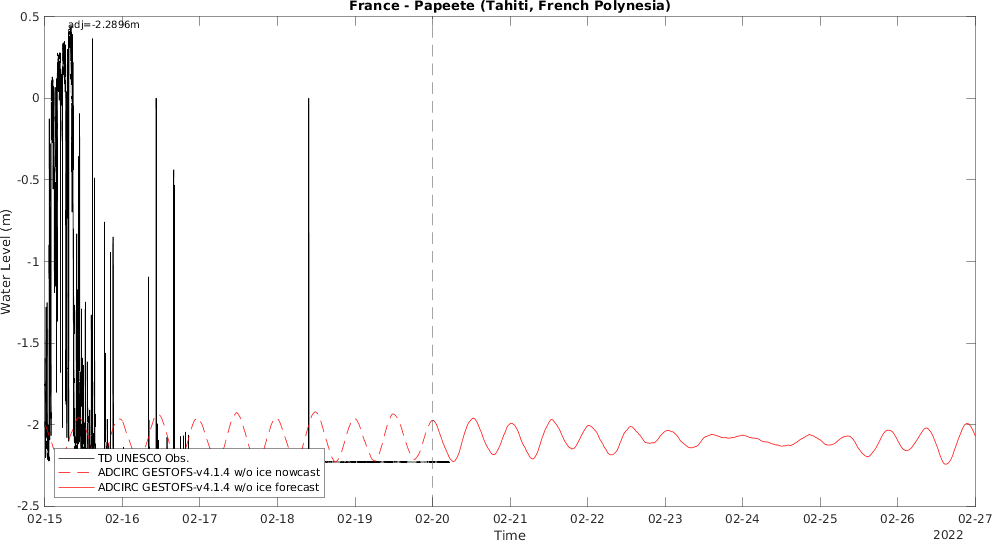 France - Papeete (Tahiti, French Polynesia)
adj=-2.2896m
0.5
0
-0.5
-1
-1.5
-2
-2.5
Water Level (m)
TD UNESCO Obs.
ADCIRC GESTOFS-v4.1.4 w/o ice nowcast
ADCIRC GESTOFS-v4.1.4 w/o ice forecast
02-15 02-16 02-17 02-18 02-19 02-20 02-21 02-22 02-23 02-24 02-25 02-26 02-27
Time
2022